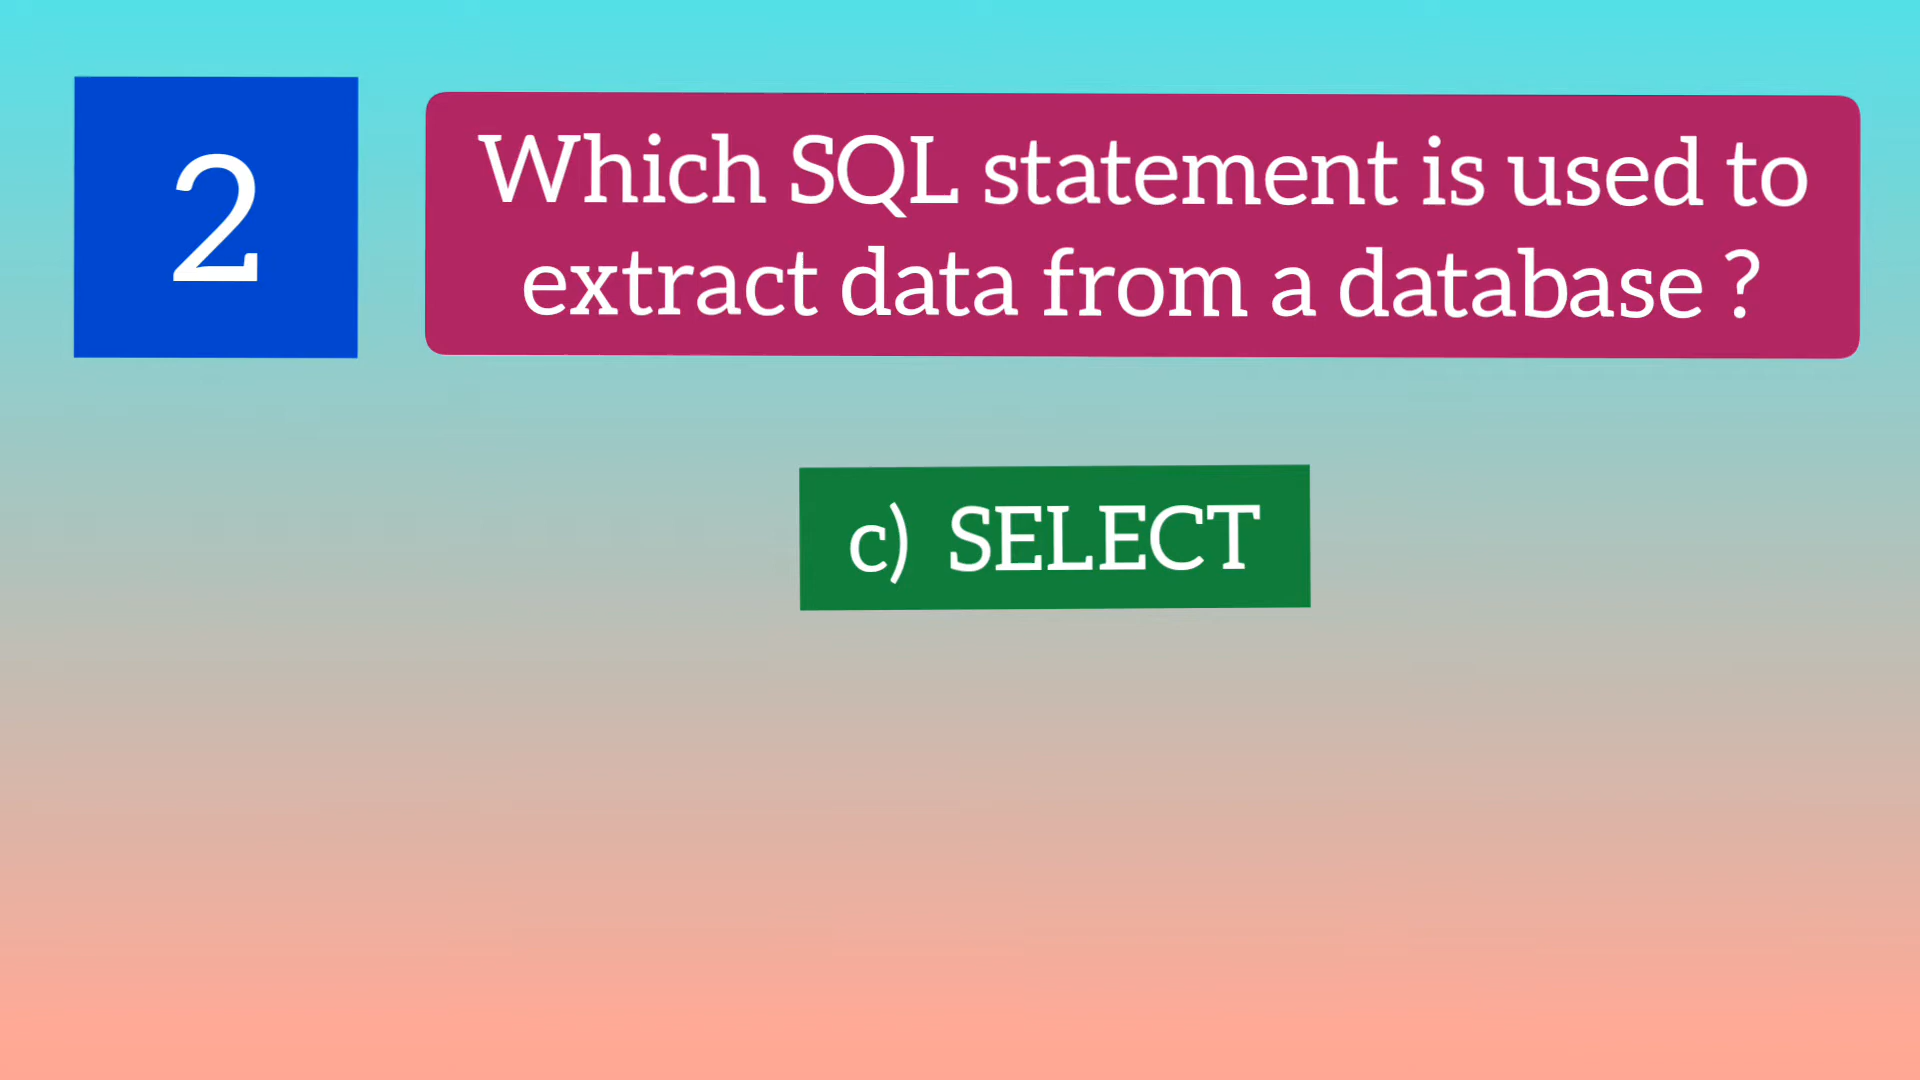 2
Which SQL statement is used to
extract data from a database ?
c) SELECT